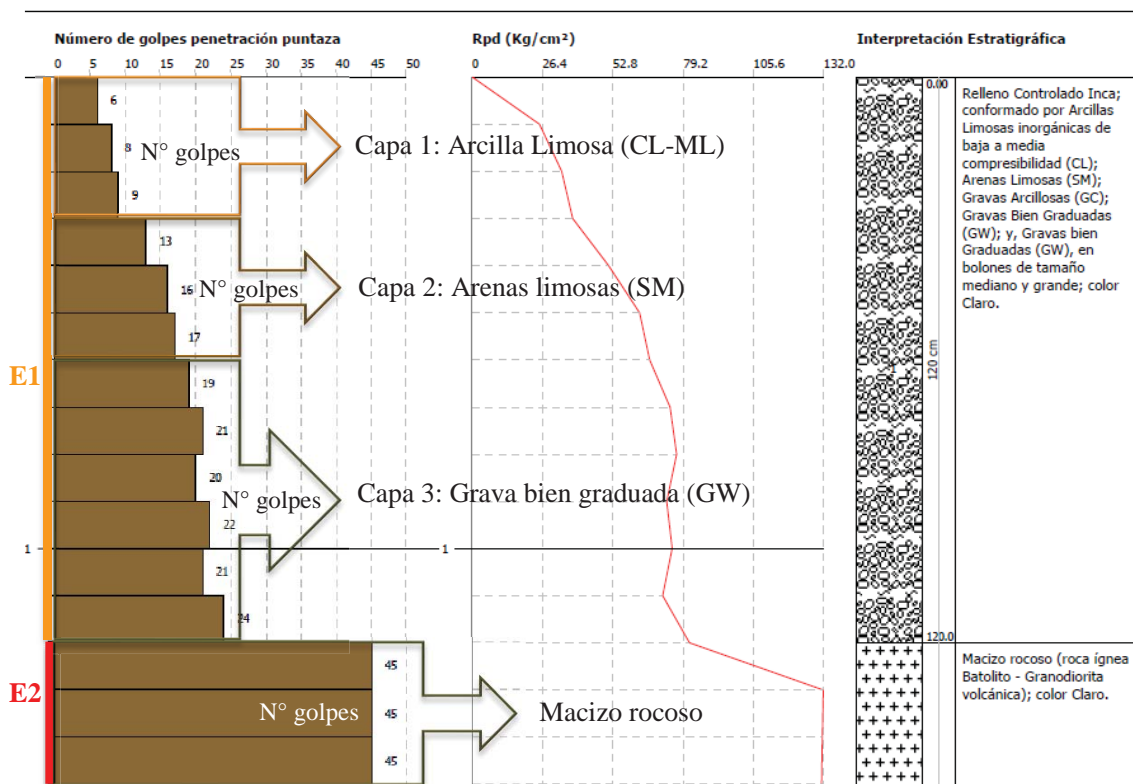 Número de golpes penetración puntaza
0 5 10 15 20 25 30 35 40 45 50
6
8
N° golpes
9
Capa 1: Arcilla Limosa (CL-ML)
13
16
N° golpes
17
Capa 2: Arenas limosas (SM)
E1
19
21
20
N° golpes
22
Capa 3: Grava bien graduada (GW)
1
21
24
E2
45
N° golpes
45
45
Macizo rocoso
Rpd (Kg/cm²)
0 26.4 52.8 79.2 105.6 132.0
1
Interpretación Estratigráfica
0.00
1
120 cm
120.0
Relleno Controlado Inca;
conformado por Arcillas
Limosas inorgánicas de
baja a media
compresibilidad (CL);
Arenas Limosas (SM);
Gravas Arcillosas (GC);
Gravas Bien Graduadas
(GW); y, Gravas bien
Graduadas (GW), en
bolones de tamaño
mediano y grande; color
Claro.
Macizo rocoso (roca ígnea
Batolito - Granodiorita
volcánica); color Claro.